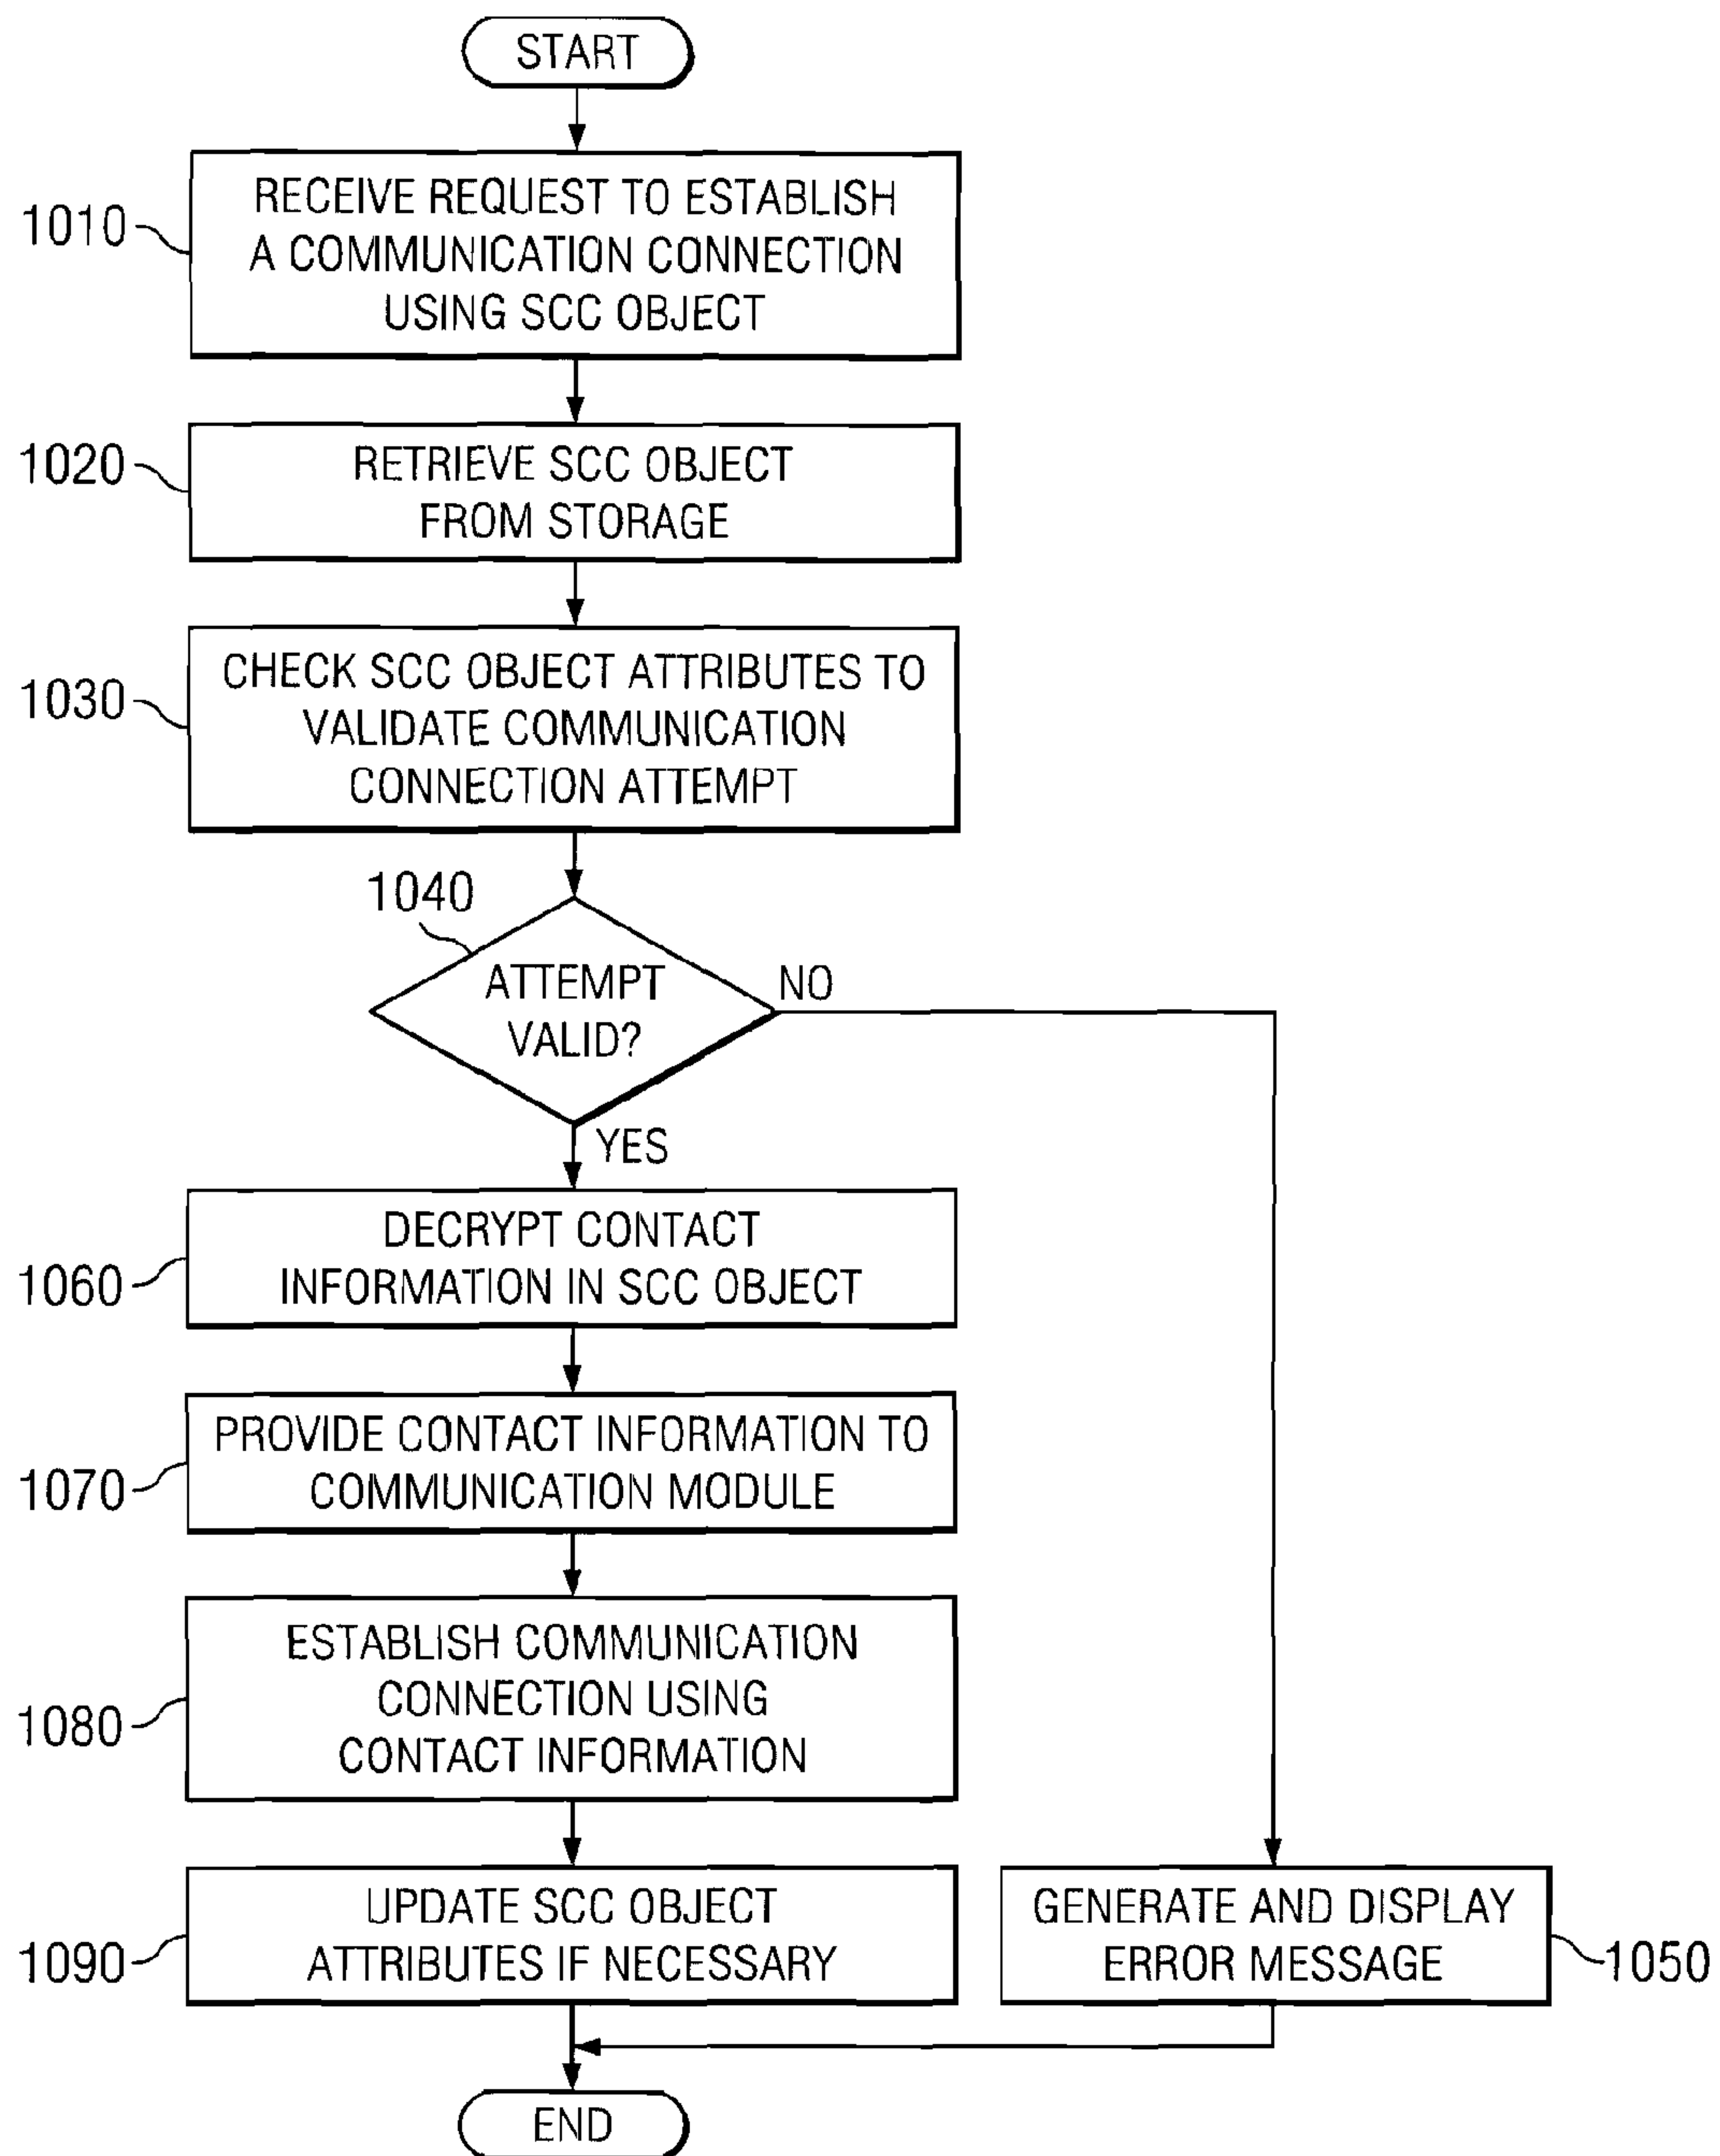 START
1010
RECEIVE REQUEST TO ESTABLISH
A COMMUNICATION CONNECTION
USING SCC OBJECT
1020
RETRIEVE SCC OBJECT
FROM STORAGE
1030
CHECK SCC OBJECT ATTRIBUTES TO
VALIDATE COMMUNICATION
CONNECTION ATTEMPT
1040
ATTEMPT
VALID?
NO
YES
1060
DECRYPT CONTACT
INFORMATION IN SCC OBJECT
1070
PROVIDE CONTACT INFORMATION TO
COMMUNICATION MODULE
1080
ESTABLISH COMMUNICATION
CONNECTION USING
CONTACT INFORMATION
1090
UPDATE SCC OBJECT
ATTRIBUTES IF NECESSARY
GENERATE AND DISPLAY
ERROR MESSAGE
1050
END